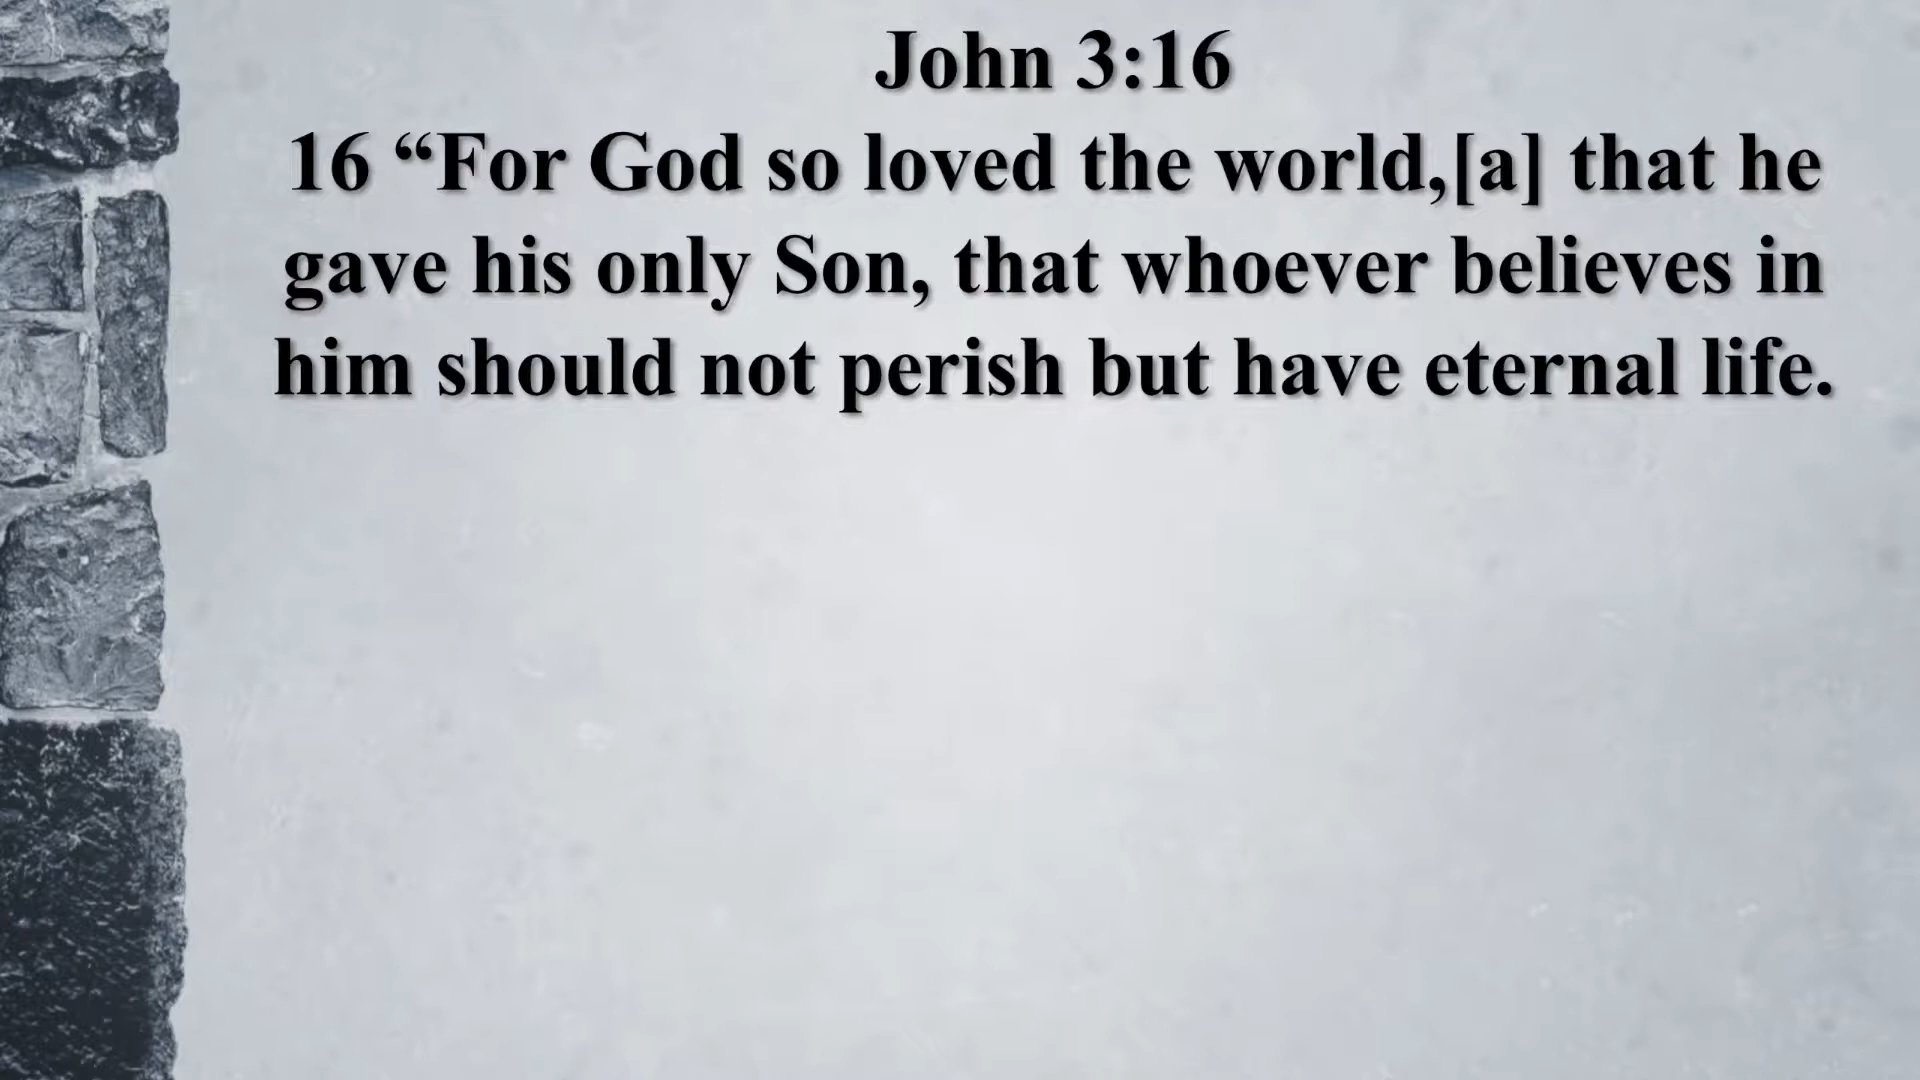 John 3:16
16 “For God so loved the world,[a] that he
gave his only Son, that whoever believes in
him should not perish but have eternal life.